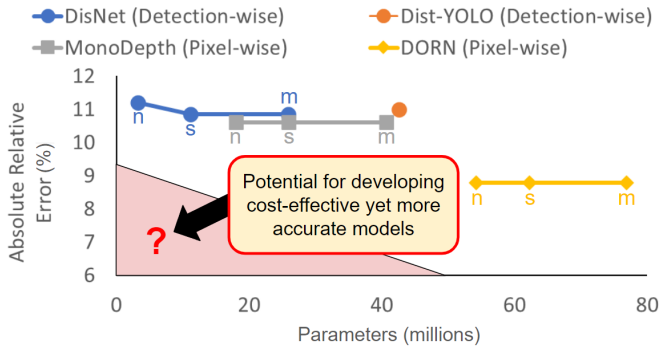 DisNet (Detection-wise)
Dist-YOLO (Detection-wise)
MonoDepth (Pixel-wise)
DORN (Pixel-wise)
Absolute Relative
Error (%)
12
11
10
9
8
7
6
n
s
m
n
s
m
n
s
m
Potential for developing
cost-effective yet more
accurate models
?
0
20
40
60
80
Parameters (millions)